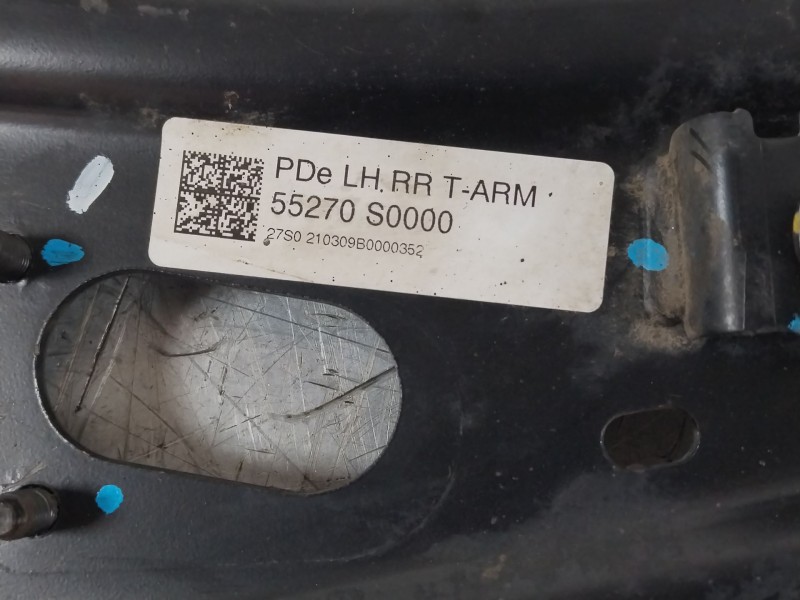 PDe LH. RR T-ARM
55270 S0000
27S0 210309B0000352